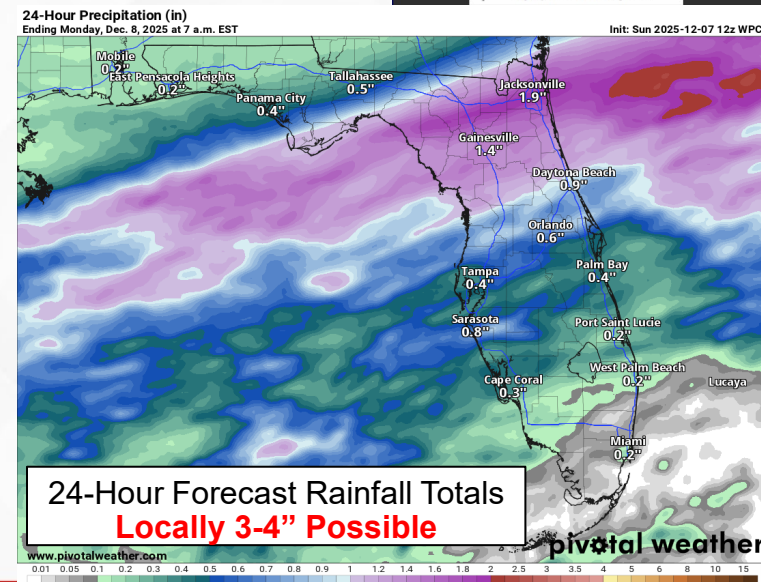 24-Hour Precipitation (in)
Ending Monday, Dec. 8, 2025 at 7 a.m. EST
Init: Sun 2025-12-07 12z WPC
Mobile
0.2"
East Pensacola Heights
0.2"
Tallahassee
0.5"
Panama City
0.4"
Jacksonville
1.9"
Gainesville
1.4"
Daytona Beach
0.9"
Orlando
0.6"
Tampa
0.4"
Palm Bay
0.4"
Sarasota
0.8"
Port Saint Lucie
0.2"
West Palm Beach
0.2"
Lucaya
Cape Coral
0.3"
Miami
0.2"
24-Hour Forecast Rainfall Totals
Locally 3-4” Possible
www.pivotalweather.com
pivotal weather
0.01 0.05 0.1 0.2 0.3 0.4 0.5 0.6 0.7 0.8 0.9 1.2 1.4 1.6 1.8 2 2.5 3.5 4 5 6 8 10 15